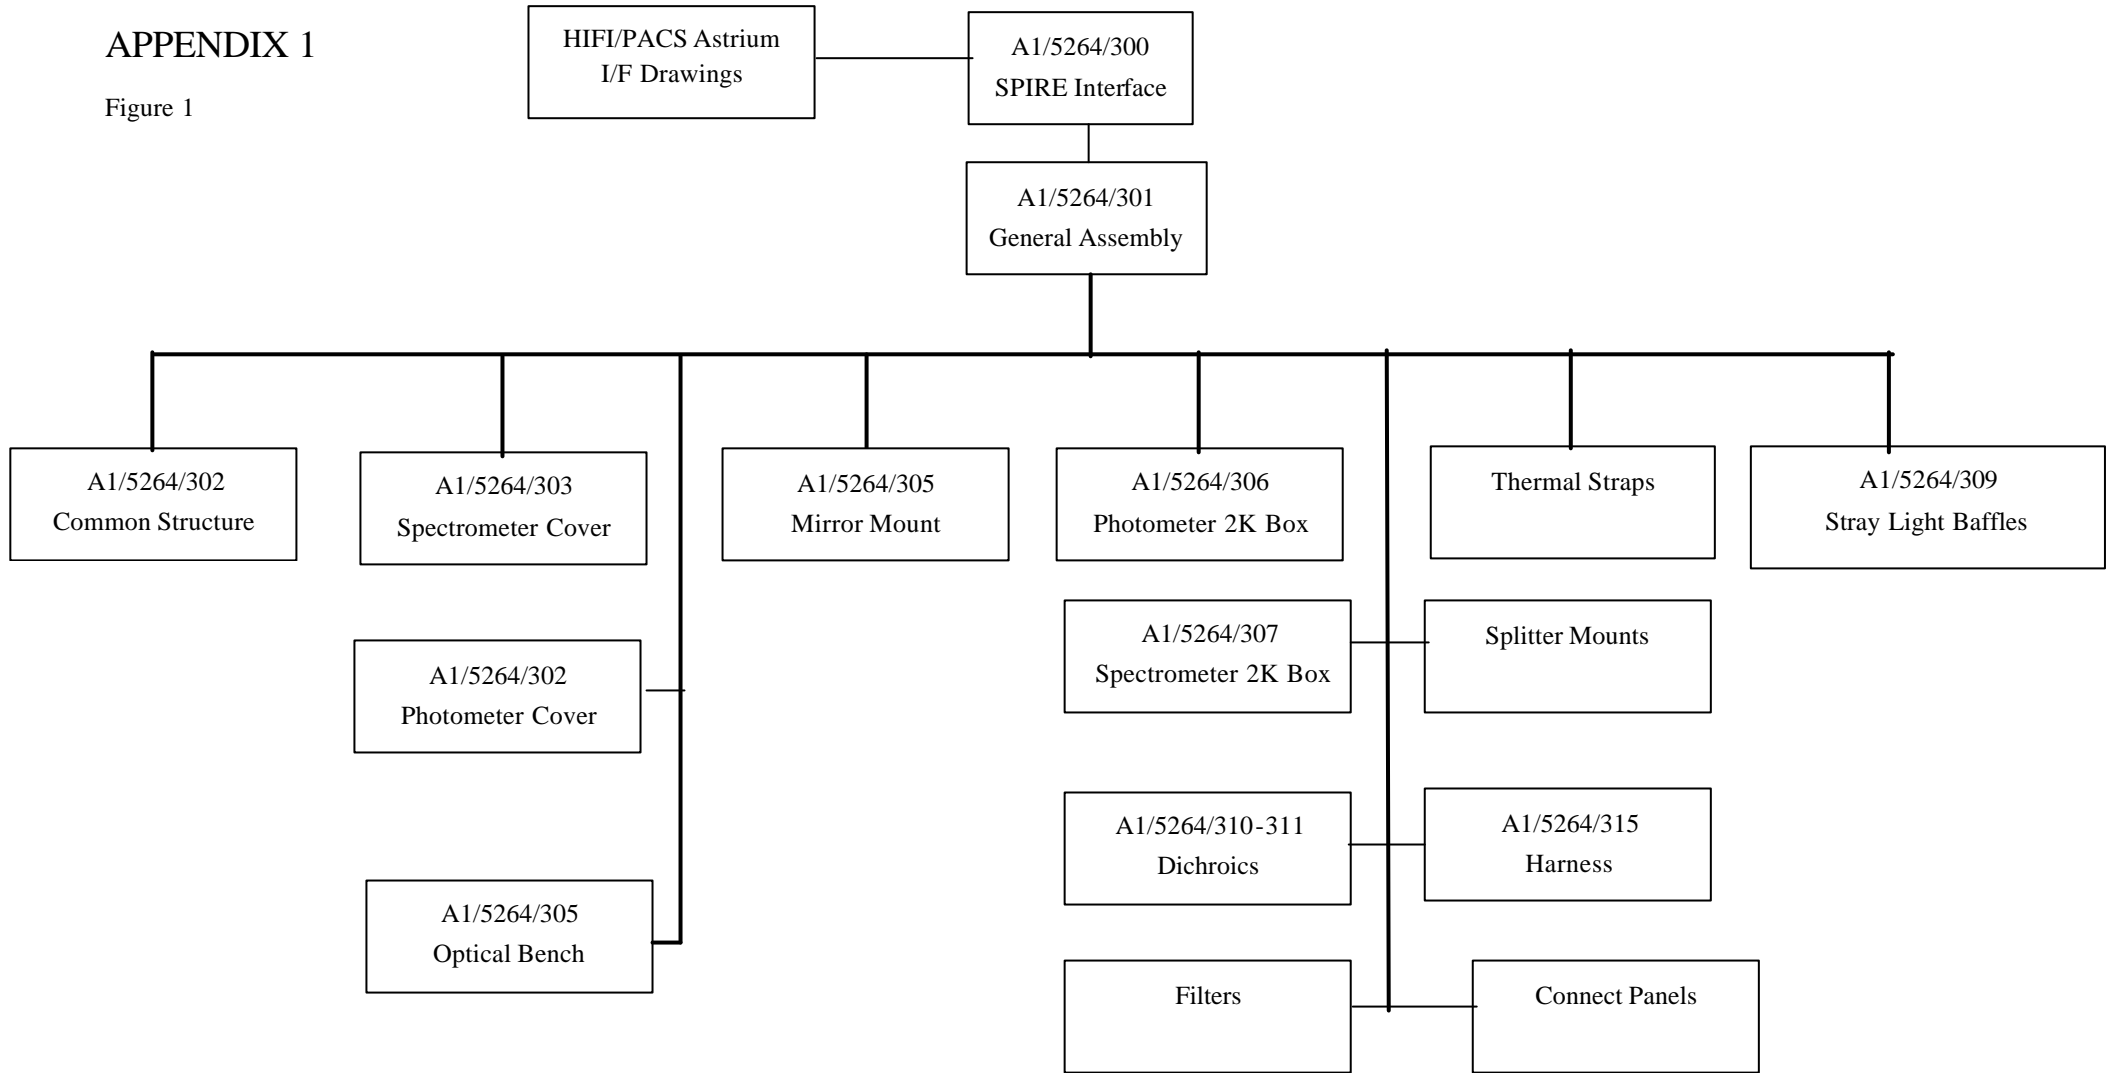 APPENDIX 1
Figure 1
HIFI/PACS Astrium
I/F Drawings
A1/5264/300
SPIRE Interface
A1/5264/301
General Assembly
A1/5264/302
Common Structure
A1/5264/303
Spectrometer Cover
A1/5264/305
Mirror Mount
A1/5264/306
Photometer 2K Box
Thermal Straps
A1/5264/309
Stray Light Baffles
A1/5264/302
Photometer Cover
A1/5264/307
Spectrometer 2K Box
Splitter Mounts
A1/5264/310-311
Dichroics
A1/5264/315
Harness
A1/5264/305
Optical Bench
Filters
Connect Panels